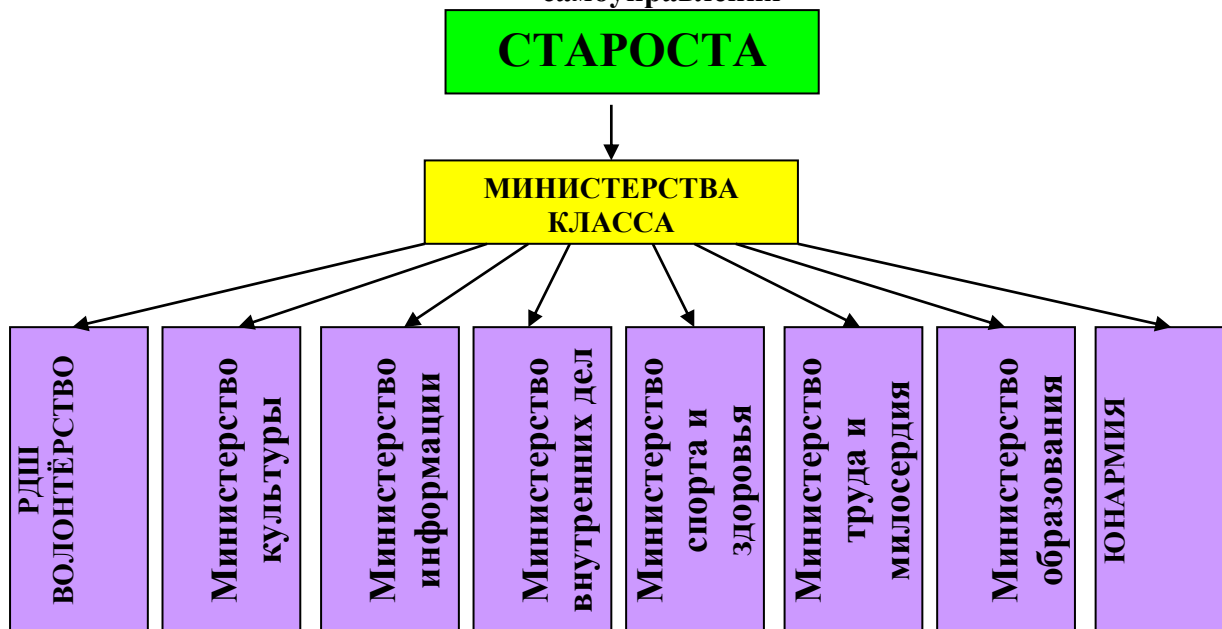 самоуправления
СТАРОСТА
МИНИСТЕРСТВА
КЛАССА
РДШ
ВОЛОНТЁРСТВО
Министерство
культуры
Министерство
информации
Министерство
внутренних дел
Министерство
спорта и
здоровья
Министерство
труда и
милосердия
Министерство
образования
ЮНАРМИЯ